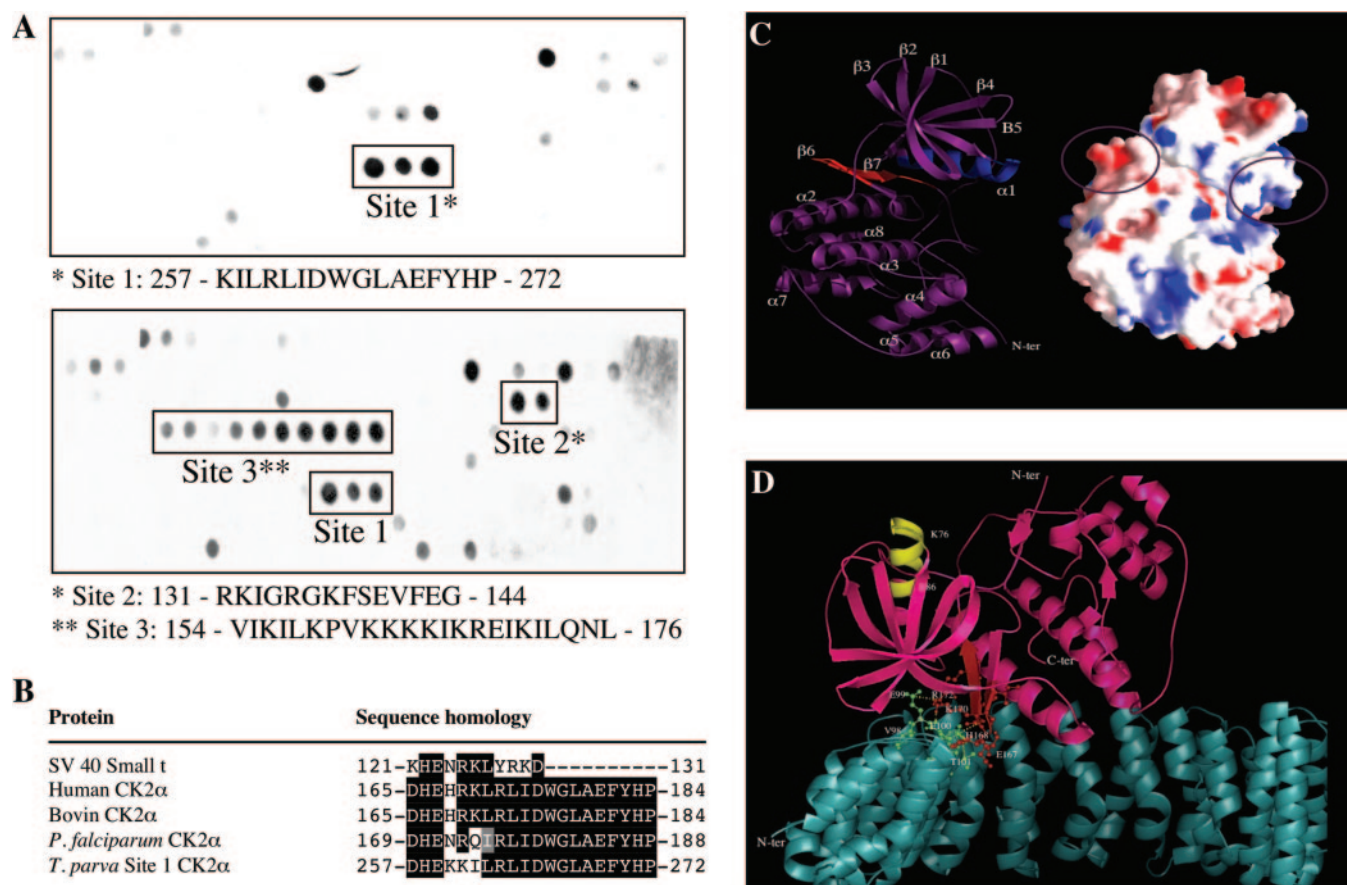 A
Site 1*
* Site 1: 257 - KILRLIDWGLAEFYHP - 272
Site 2*
Site 3**
Site 1
* Site 2: 131 - RKIGRGKFSEVFEG - 144
** Site 3: 154 - VIKILKPVKKKKIKREIKILQNL - 176
B
Protein Sequence homology
SV 40 Small t 121-KHENRKLYRKD-----------131
Human CK2α 165-DHEHRKLRLIDWGLAEFYHP-184
Bovin CK2α 165-DHEHRKLRLIDWGLAEFYHP-184
P. falciparum CK2α 169-DHENRQIRLIDWGLAEFYHP-188
T. parva Site 1 CK2α 257-DHEKKILRLIDWGLAEFYHP-272
C
β2
β3
β1
β4
B5
β6
β7
α1
α2
α8
α3
α7
α4
α5
α6
N-ter
D
N-ter
K76
C-ter
E99
R172
K170
V98
H168
E167
T101
N-ter